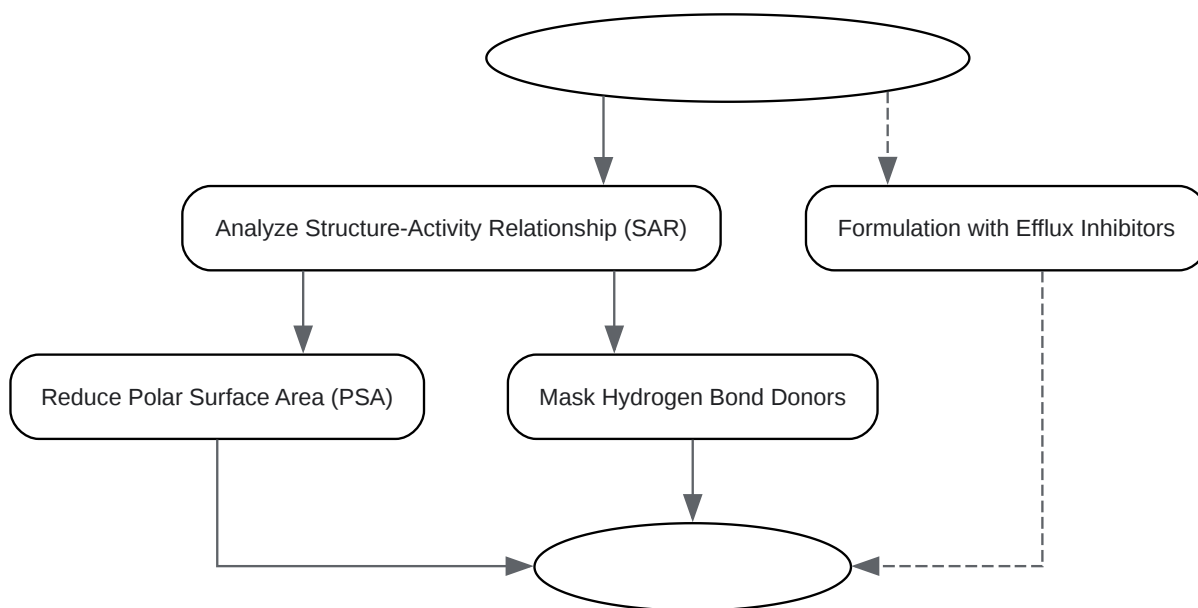 Analyze Structure-Activity Relationship (SAR)
Formulation with Efflux Inhibitors
Reduce Polar Surface Area (PSA)
Mask Hydrogen Bond Donors